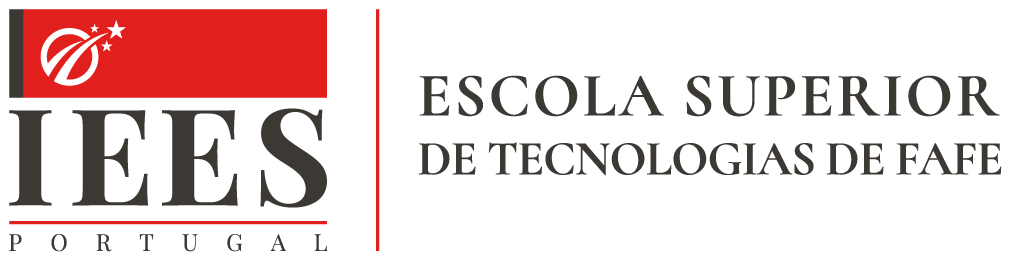 IEES
PORTUGAL
ESCOLA SUPERIOR
DE TECNOLOGIAS DE FAFE